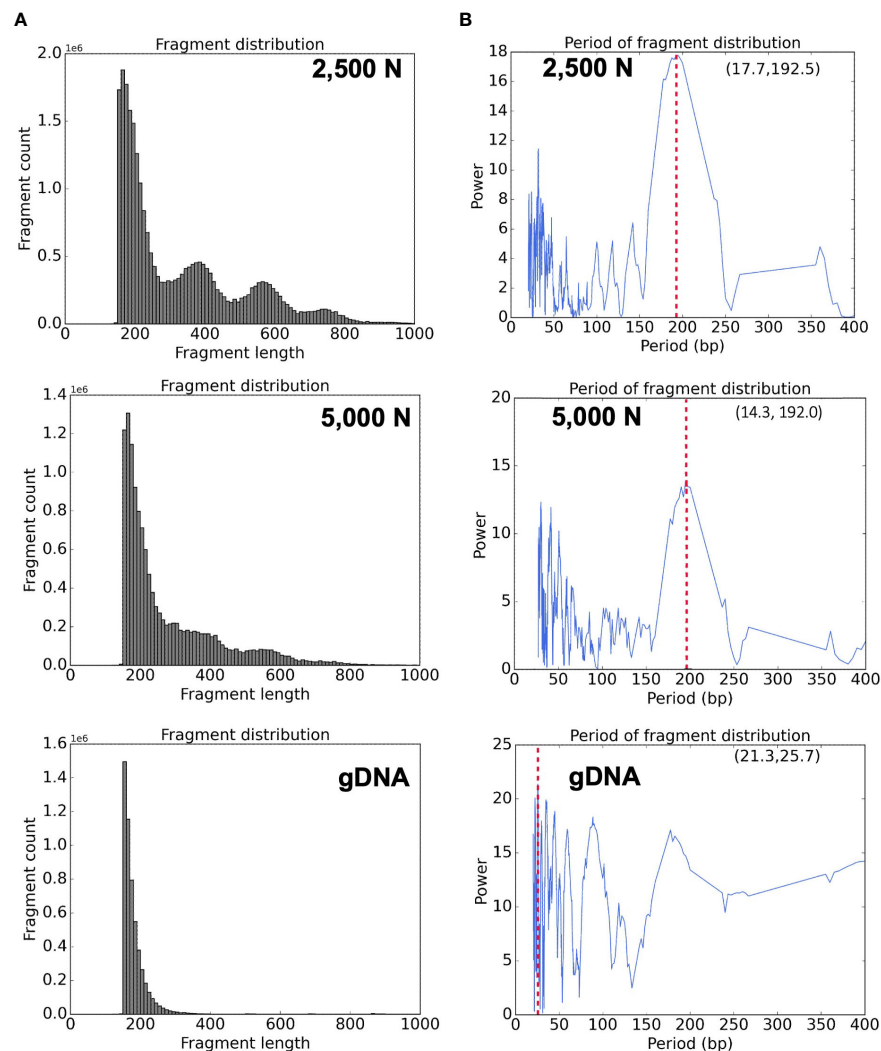 A
B
Fragment distribution
1e6
2,500 N
2.0
1.5
1.0
0.5
0.0
Fragment count
0 200 400 600 800 1000
Fragment length
Period of fragment distribution
2,500 N
(17.7,192.5)
18
16
14
12
10
8
6
4
2
0
Power
0 50 100 150 200 250 300 350 400
Period (bp)
Fragment distribution
1e6
5,000 N
1.4
1.2
1.0
0.8
0.6
0.4
0.2
0.0
Fragment count
0 200 400 600 800 1000
Fragment length
Period of fragment distribution
5,000 N
(14.3, 192.0)
20
15
10
5
0
Power
0 50 100 150 200 250 300 350 400
Period (bp)
Fragment distribution
1e6
gDNA
1.6
1.4
1.2
1.0
0.8
0.6
0.4
0.2
0.0
Fragment count
0 200 400 600 800 1000
Fragment length
Period of fragment distribution
gDNA
(21.3,25.7)
25
20
15
10
5
0
Power
0 50 100 150 200 250 300 350 400
Period (bp)